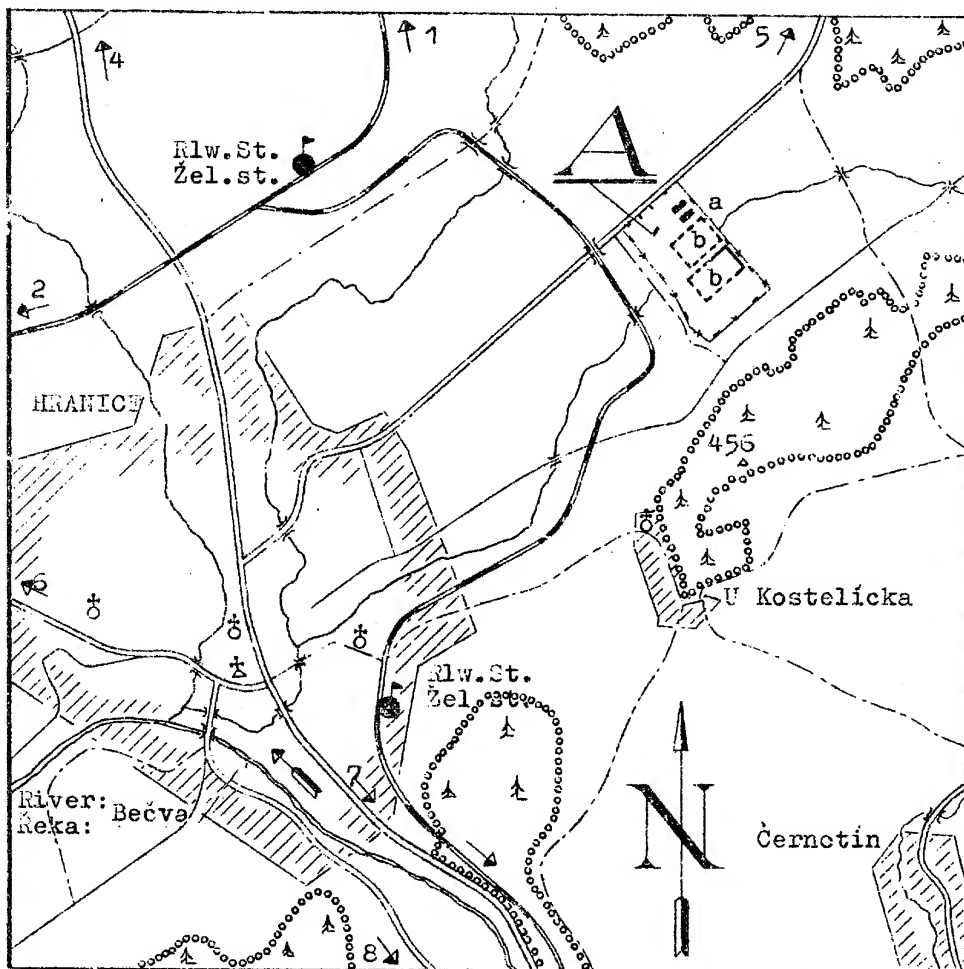 4
1
5
Rlw.St.
Žel.st.
A
a
b
b
2
HRANICE
456
6
U Kostelícka
Rlw.St.
Žel.st.
7
N
River: Bečva
Řeka:
Černotín
8